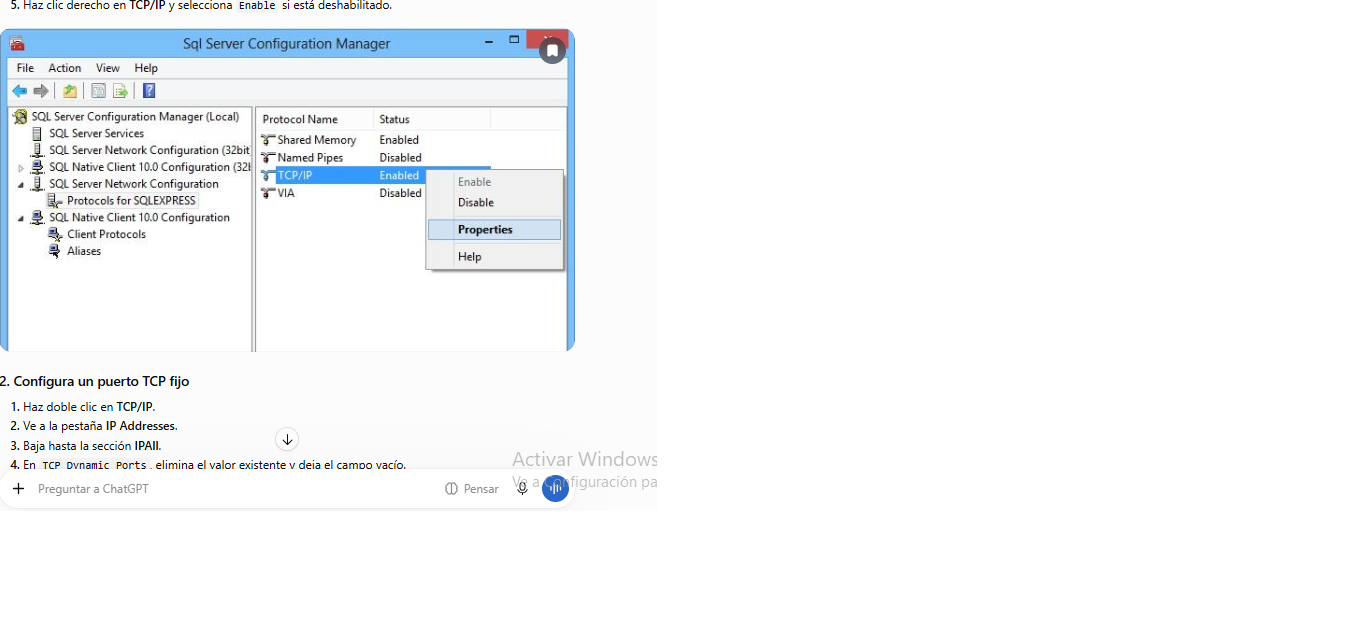 5. Haz clic derecho en TCP/IP y selecciona Enable si está deshabilitado.
Sql Server Configuration Manager
File Action View Help
SQL Server Configuration Manager (Local)
SQL Server Services
SQL Server Network Configuration (32bit
SQL Native Client 10.0 Configuration (32b
SQL Server Network Configuration
Protocols for SQLEXPRESS
SQL Native Client 10.0 Configuration
Client Protocols
Aliases
Protocol Name Status
Shared Memory Enabled
Named Pipes Disabled
TCP/IP Enabled
VIA Disabled
Enable
Disable
Properties
Help
2. Configura un puerto TCP fijo
1. Haz doble clic en TCP/IP.
2. Ve a la pestaña IP Addresses.
3. Baja hasta la sección IPAll.
4. En TCP Dynamic Ports, elimina el valor existente y deja el campo vacío.
Activar Windows
Ve a Configuración pa
Preguntar a ChatGPT Pensar